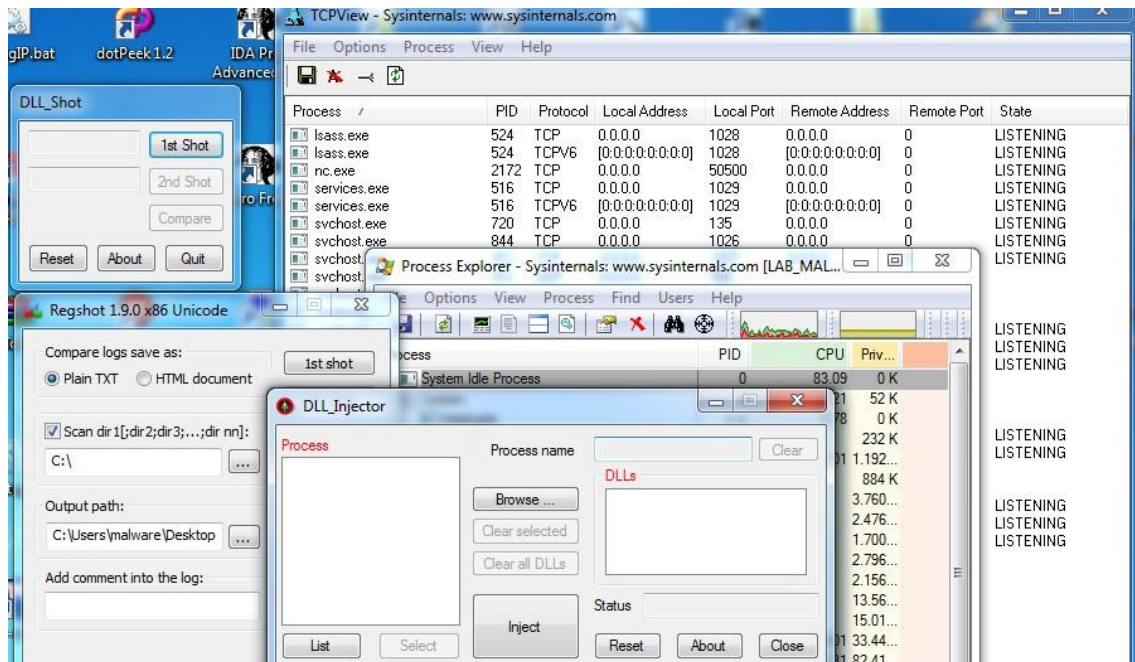 gIP.bat
dotPeek 1.2
IDA Pr
Advanced
TCPView - Sysinternals: www.sysinternals.com
File Options Process View Help
Process / PID Protocol Local Address Local Port Remote Address Remote Port State
lsass.exe 524 TCP 0.0.0.0 1028 0.0.0.0 0 LISTENING
lsass.exe 524 TCPV6 [0:0:0:0:0:0:0:0] 1028 [0:0:0:0:0:0:0:0] 0 LISTENING
nc.exe 2172 TCP 0.0.0.0 50500 0.0.0.0 0 LISTENING
services.exe 516 TCP 0.0.0.0 1029 0.0.0.0 0 LISTENING
services.exe 516 TCPV6 [0:0:0:0:0:0:0:0] 1029 [0:0:0:0:0:0:0:0] 0 LISTENING
svchost.exe 720 TCP 0.0.0.0 135 0.0.0.0 0 LISTENING
svchost.exe 844 TCP 0.0.0.0 1026 0.0.0.0 0 LISTENING
svchost. LISTENING
svchost.
LISTENING
LISTENING
LISTENING
LISTENING
LISTENING
LISTENING
LISTENING
LISTENING
DLL_Shot
1st Shot
2nd Shot
Compare
Reset About Quit
ro Fr
Process Explorer - Sysinternals: www.sysinternals.com [LAB_MAL...
Options View Process Find Users Help
ocess PID CPU Priv...
System Idle Process 0 83.09 0 K
21 52 K
78 0 K
232 K
01 1.192...
884 K
3.760...
2.476...
1.700...
2.796...
2.156...
13.56...
15.01...
01 33.44...
Regshot 1.9.0 x86 Unicode
Compare logs save as:
Plain TXT HTML document
1st shot
Scan dir1[;dir2;dir3;...;dir nn]:
C:\
...
Output path:
C:\Users\malware\Desktop
...
Add comment into the log:
DLL_Injector
Process
Process name
Clear
DLLs
Browse ...
Clear selected
Clear all DLLs
Status
Inject
List Select Reset About Close